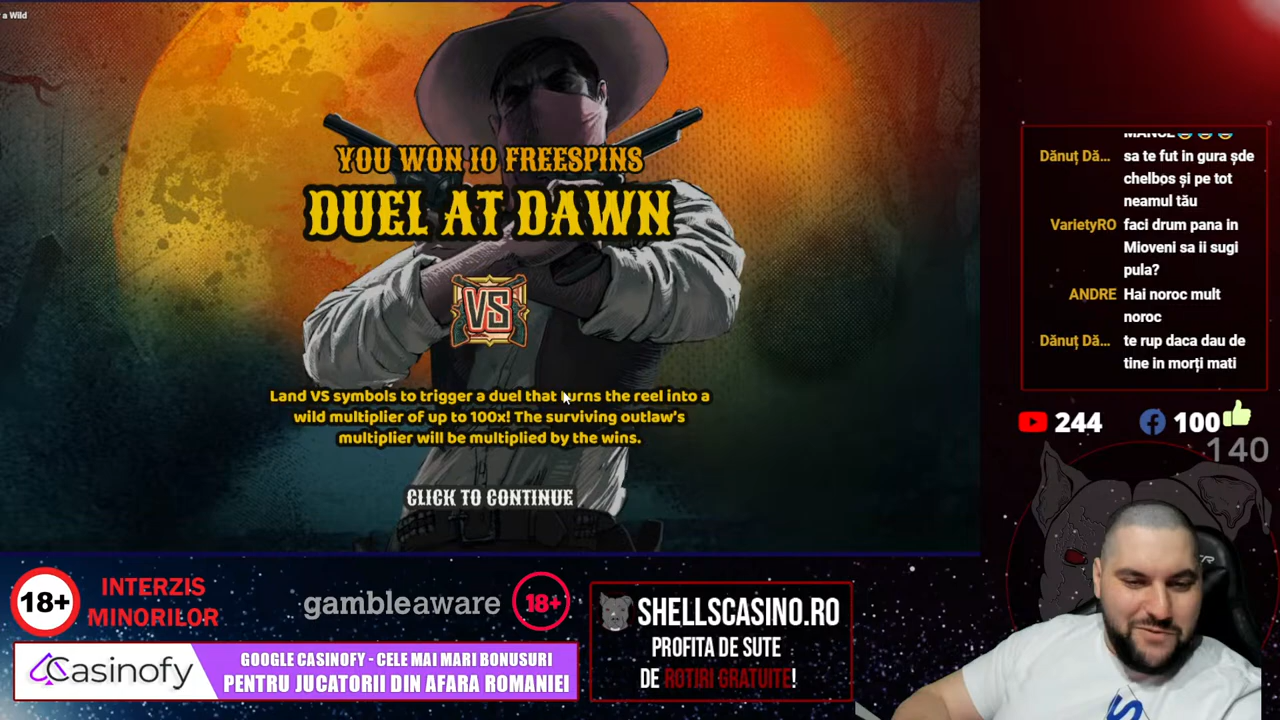 a Wild
YOU WON 10 FREESPINS
DUEL AT DAWN
VS
Land VS symbols to trigger a duel that turns the reel into a
wild multiplier of up to 100x! The surviving outlaw's
multiplier will be multiplied by the wins.
CLICK TO CONTINUE
Dănuț Dă... sa te fut in gura șde
chelbos și pe tot
neamul tău
VarietyRO faci drum pana in
Mioveni sa ii sugi
pula?
ANDRE Hai noroc mult
noroc
Dănuț Dă... te rup daca dau de
tine in morți mati
244
100
140
18+
INTERZIS
MINORILOR
gambleaware
18+
Casinofy
GOOGLE CASINOFY - CELE MAI MARI BONUSURI
PENTRU JUCATORII DIN AFARA ROMANIEI
SHELLSCASINO.RO
PROFITA DE SUTE
DE ROTIRI GRATUITE!